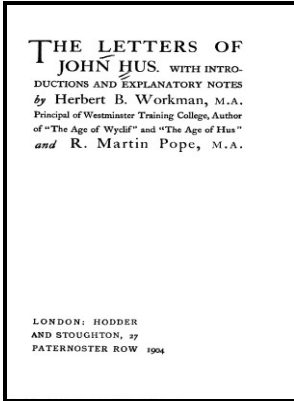 THE LETTERS OF
JOHN HUS. WITH INTRO-
DUCTIONS AND EXPLANATORY NOTES
by Herbert B. Workman, M.A.
Principal of Westminster Training College, Author
of "The Age of Wyclif" and "The Age of Hus"
and R. Martin Pope, M.A.
LONDON: HODDER
AND STOUGHTON, 27
PATERNOSTER ROW 1904